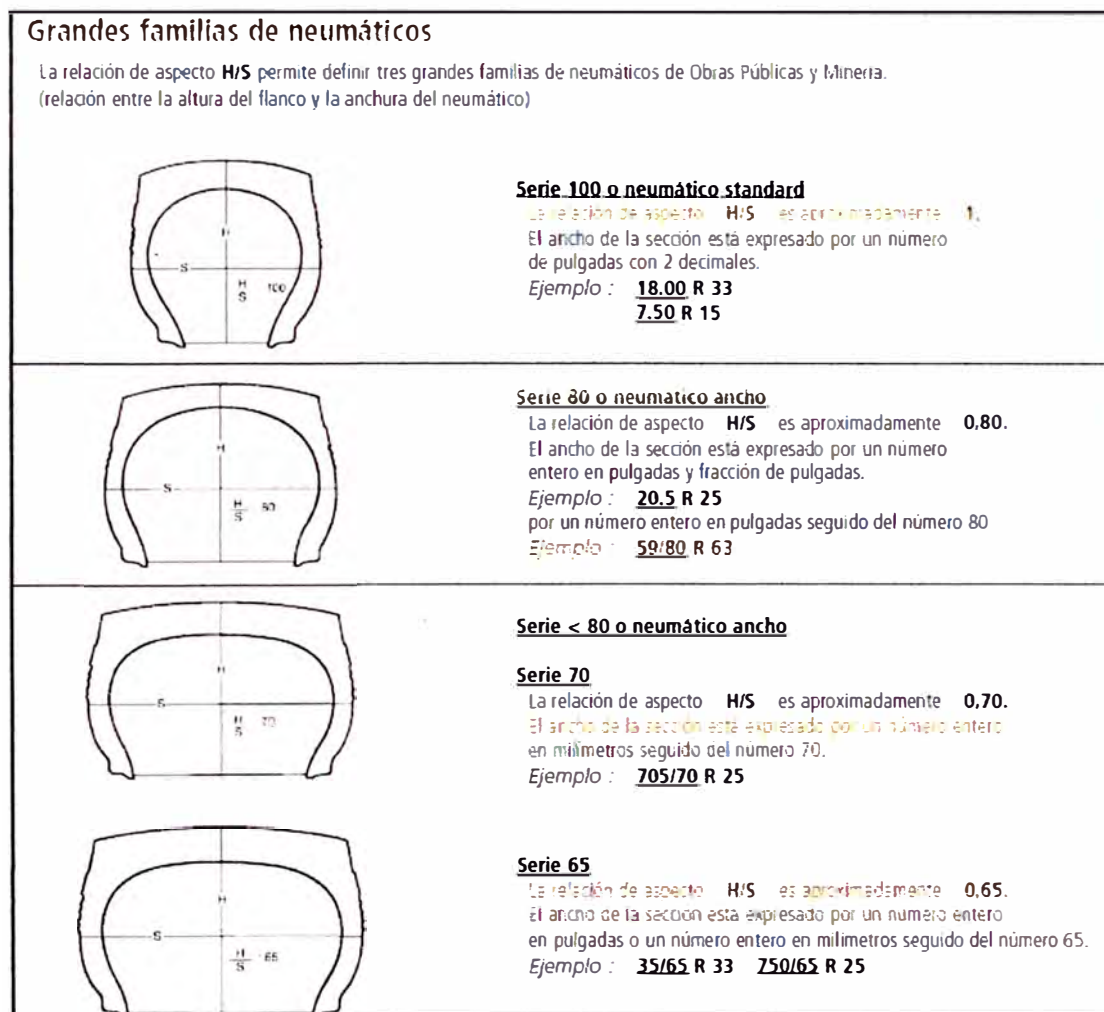 Grandes familias de neumáticos
La relación de aspecto H/S permite definir tres grandes familias de neumáticos de Obras Públicas y Minería.
(relación entre la altura del flanco y la anchura del neumático)
Serie 100 o neumático standard
La relación de aspecto H/S es aproximadamente 1.
El ancho de la sección está expresado por un número
de pulgadas con 2 decimales.
Ejemplo : 18.00 R 33
7.50 R 15
H
S
H
S
100
Serie 80 o neumático ancho
La relación de aspecto H/S es aproximadamente 0,80.
El ancho de la sección está expresado por un número
entero en pulgadas y fracción de pulgadas.
Ejemplo : 20.5 R 25
por un número entero en pulgadas seguido del número 80
Ejemplo : 59/80 R 63
H
S
H
S
80
Serie < 80 o neumático ancho
Serie 70
La relación de aspecto H/S es aproximadamente 0,70.
El ancho de la sección está expresado por un número entero
en milímetros seguido del número 70.
Ejemplo : 705/70 R 25
H
S
H
S
70
Serie 65
La relación de aspecto H/S es aproximadamente 0,65.
El ancho de la sección está expresado por un número entero
en pulgadas o un número entero en milímetros seguido del número 65.
Ejemplo : 35/65 R 33 750/65 R 25
H
S
H
S
65